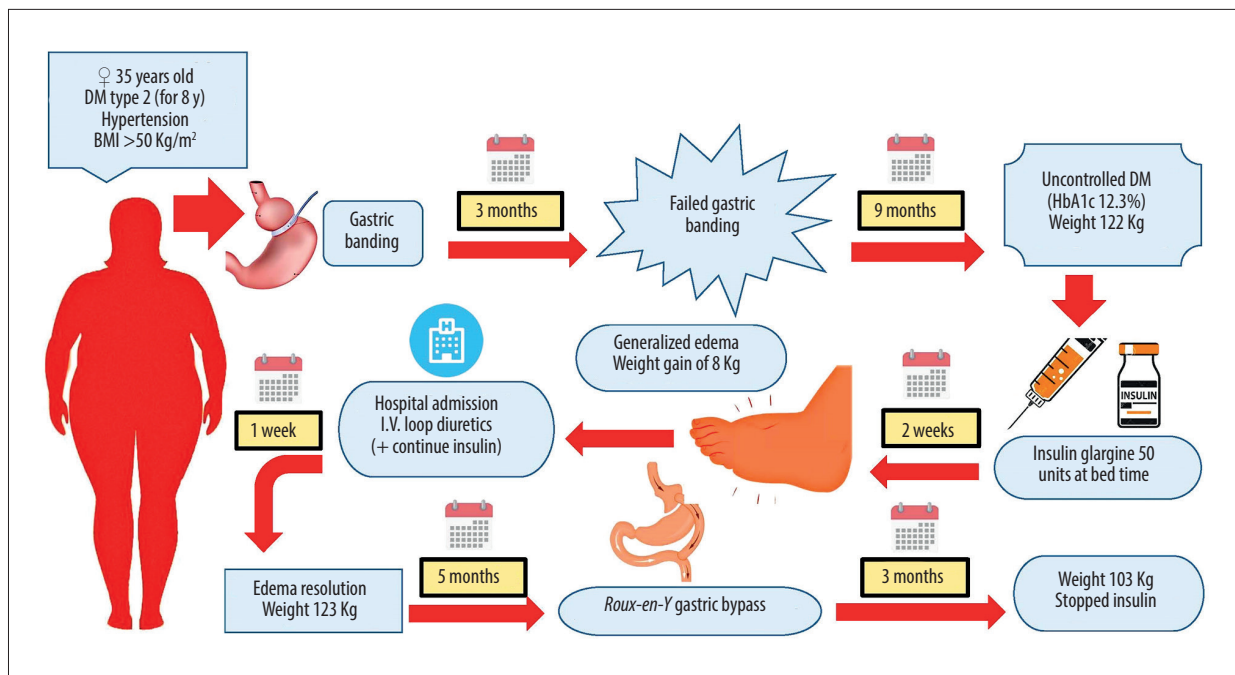 ♀ 35 years old
DM type 2 (for 8 y)
Hypertension
BMI >50 Kg/m²
Gastric
banding
3 months
Failed gastric
banding
9 months
Uncontrolled DM
(HbA1c 12.3%)
Weight 122 Kg
INSULIN
Insulin glargine 50
units at bed time
2 weeks
Generalized edema
Weight gain of 8 Kg
H
Hospital admission
I.V. loop diuretics
(+ continue insulin)
1 week
Edema resolution
Weight 123 Kg
5 months
Roux-en-Y gastric bypass
3 months
Weight 103 Kg
Stopped insulin